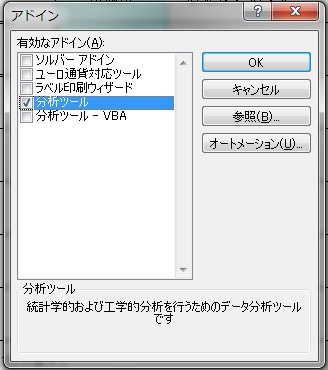 アドイン
有効なアドイン(A):
ソルバー アドイン
ユーロ通貨対応ツール
ラベル印刷ウィザード
分析ツール
分析ツール - VBA
OK
キャンセル
参照(B)...
オートメーション(U)...
分析ツール
統計学的および工学的分析を行うためのデータ分析ツール
です